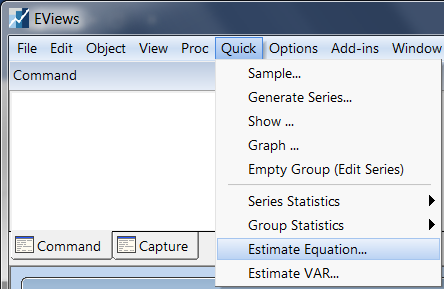 EViews
File Edit Object View Proc Quick Options Add-ins Window
Command
Sample...
Generate Series...
Show ...
Graph ...
Empty Group (Edit Series)
Series Statistics
Group Statistics
Estimate Equation...
Estimate VAR...
Command Capture